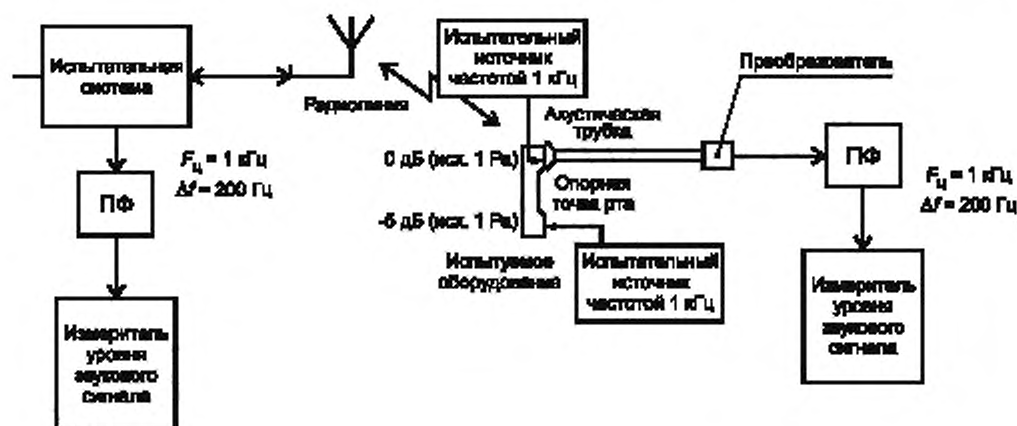 Испытательная
система
Fц = 1 кГц
Δf = 200 Гц
ПФ
Измеритель
уровня
звукового
сигнала
Радиолиния
Испытательный
источник
частотой 1 кГц
Акустическая
трубка
Преобразователь
0 дБ (исх. 1 Ра)
Опорная
точка рта
-5 дБ (исх. 1 Ра)
Испытуемое
оборудование
Испытательный
источник
частотой 1 кГц
ПФ
Fц = 1 кГц
Δf = 200 Гц
Измеритель
уровня
звукового
сигнала